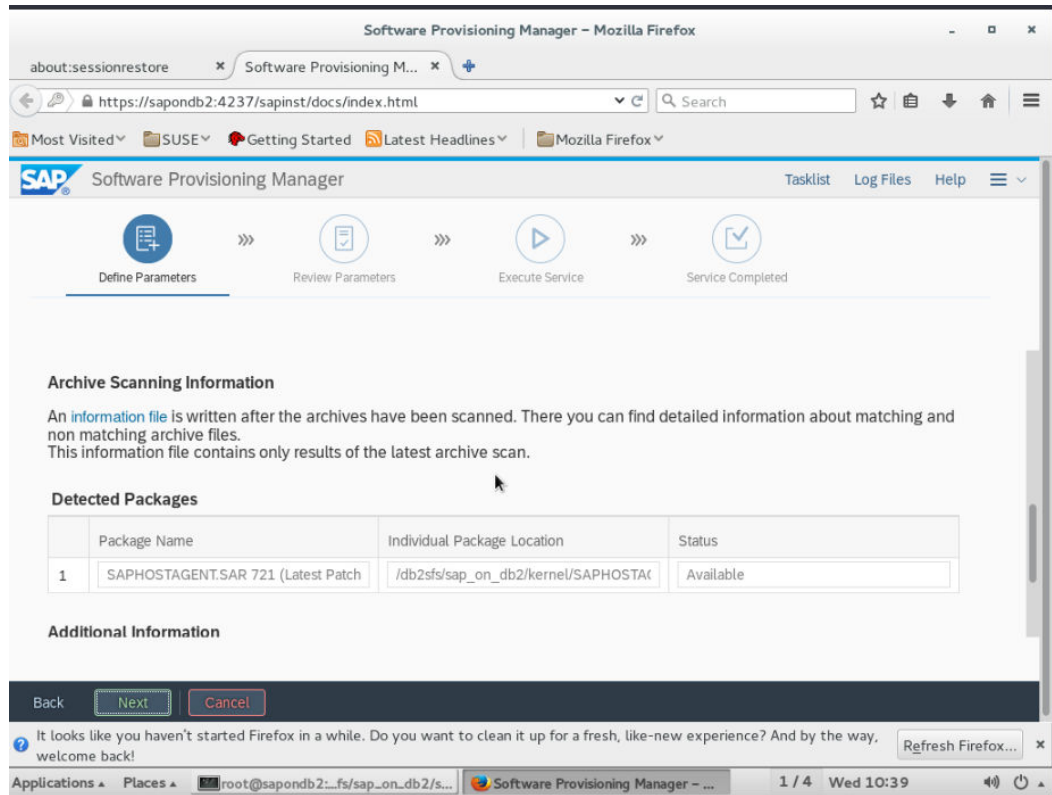 Software Provisioning Manager – Mozilla Firefox
about:sessionrestore
Software Provisioning M...
https://sapondb2:4237/sapinst/docs/index.html
Search
Most Visited
SUSE
Getting Started
Latest Headlines
Mozilla Firefox
SAP®
Software Provisioning Manager
Tasklist
Log Files
Help
Define Parameters
Review Parameters
Execute Service
Service Completed
Archive Scanning Information
An information file is written after the archives have been scanned. There you can find detailed information about matching and
non matching archive files.
This information file contains only results of the latest archive scan.
Detected Packages
Package Name
Individual Package Location
Status
1
SAPHOSTAGENT.SAR 721 (Latest Patch
/db2sfs/sap_on_db2/kernel/SAPHOSTA
Available
Additional Information
Back
Next
Cancel
It looks like you haven't started Firefox in a while. Do you want to clean it up for a fresh, like-new experience? And by the way,
welcome back!
Refresh Firefox...
Applications
Places
root@sapondb2:..._fs/sap_on_db2/s...
Software Provisioning Manager – ...
1 / 4
Wed 10:39